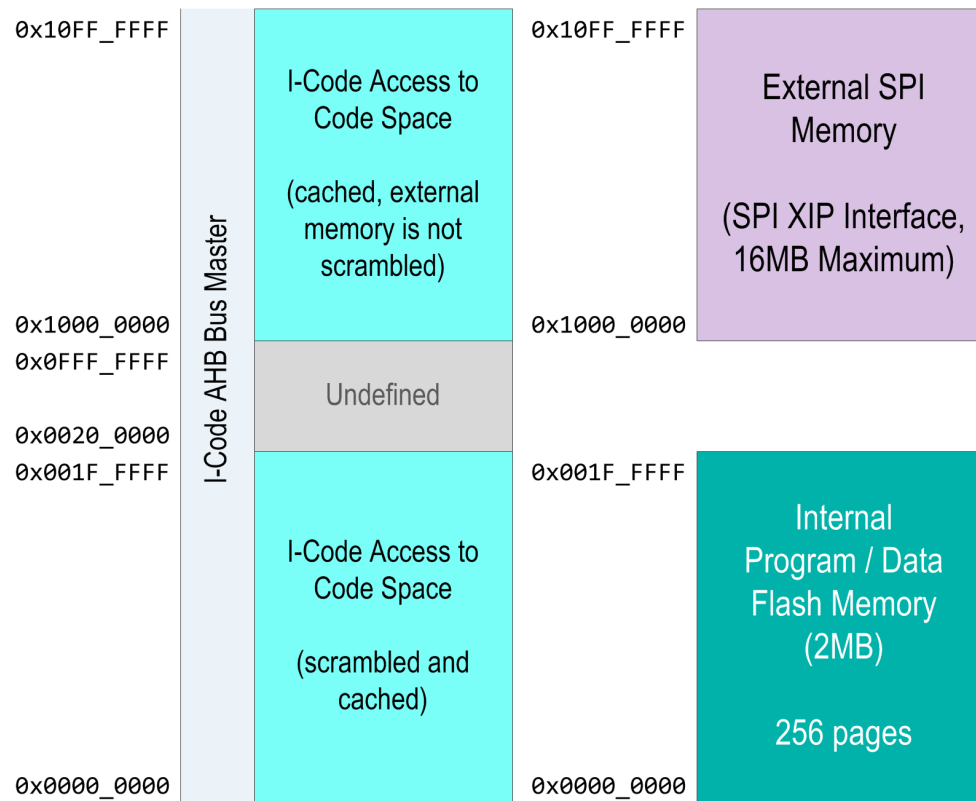 0x10FF_FFFF
0x1000_0000
0x0FFF_FFFF
0x0020_0000
0x001F_FFFF
0x0000_0000
I-Code AHB Bus Master
I-Code Access to
Code Space
(cached, external
memory is not
scrambled)
Undefined
I-Code Access to
Code Space
(scrambled and
cached)
0x10FF_FFFF
0x1000_0000
0x001F_FFFF
0x0000_0000
External SPI
Memory
(SPI XIP Interface,
16MB Maximum)
Internal
Program / Data
Flash Memory
(2MB)
256 pages